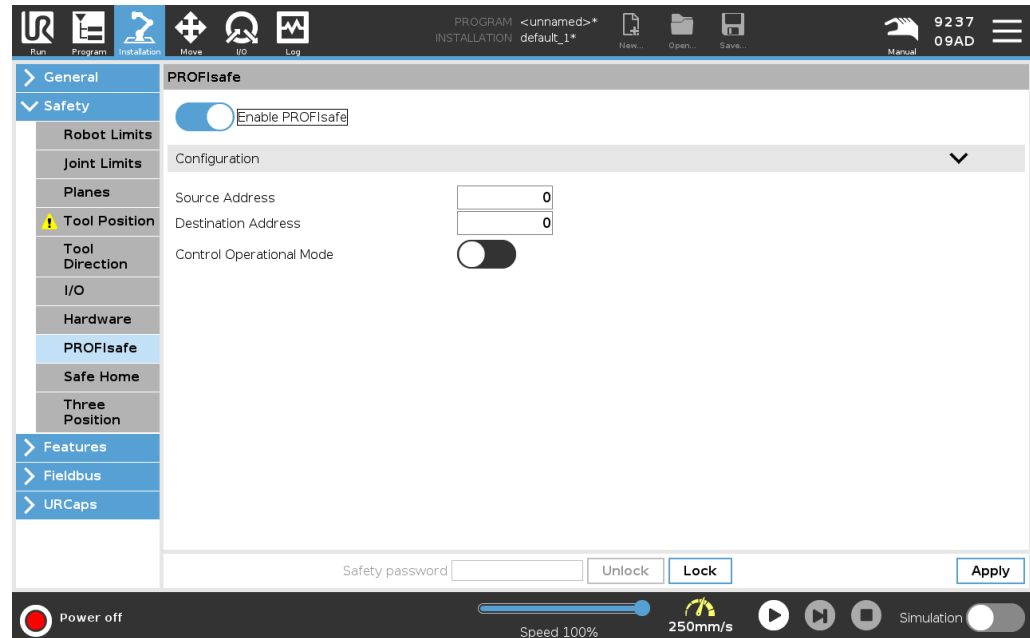 UR
PROGRAM <unnamed>*
INSTALLATION default_1*
Run
Program
Installation
Move
I/O
Log
New...
Open...
Save...
Manual
9237
09AD
General
Safety
Robot Limits
Joint Limits
Planes
Tool Position
Tool
Direction
I/O
Hardware
PROFIsafe
Safe Home
Three
Position
Features
Fieldbus
URCaps
PROFIsafe
Enable PROFIsafe
Configuration
Source Address 0
Destination Address 0
Control Operational Mode
Safety password Unlock Lock Apply
Power off
Speed 100%
250mm/s
Simulation